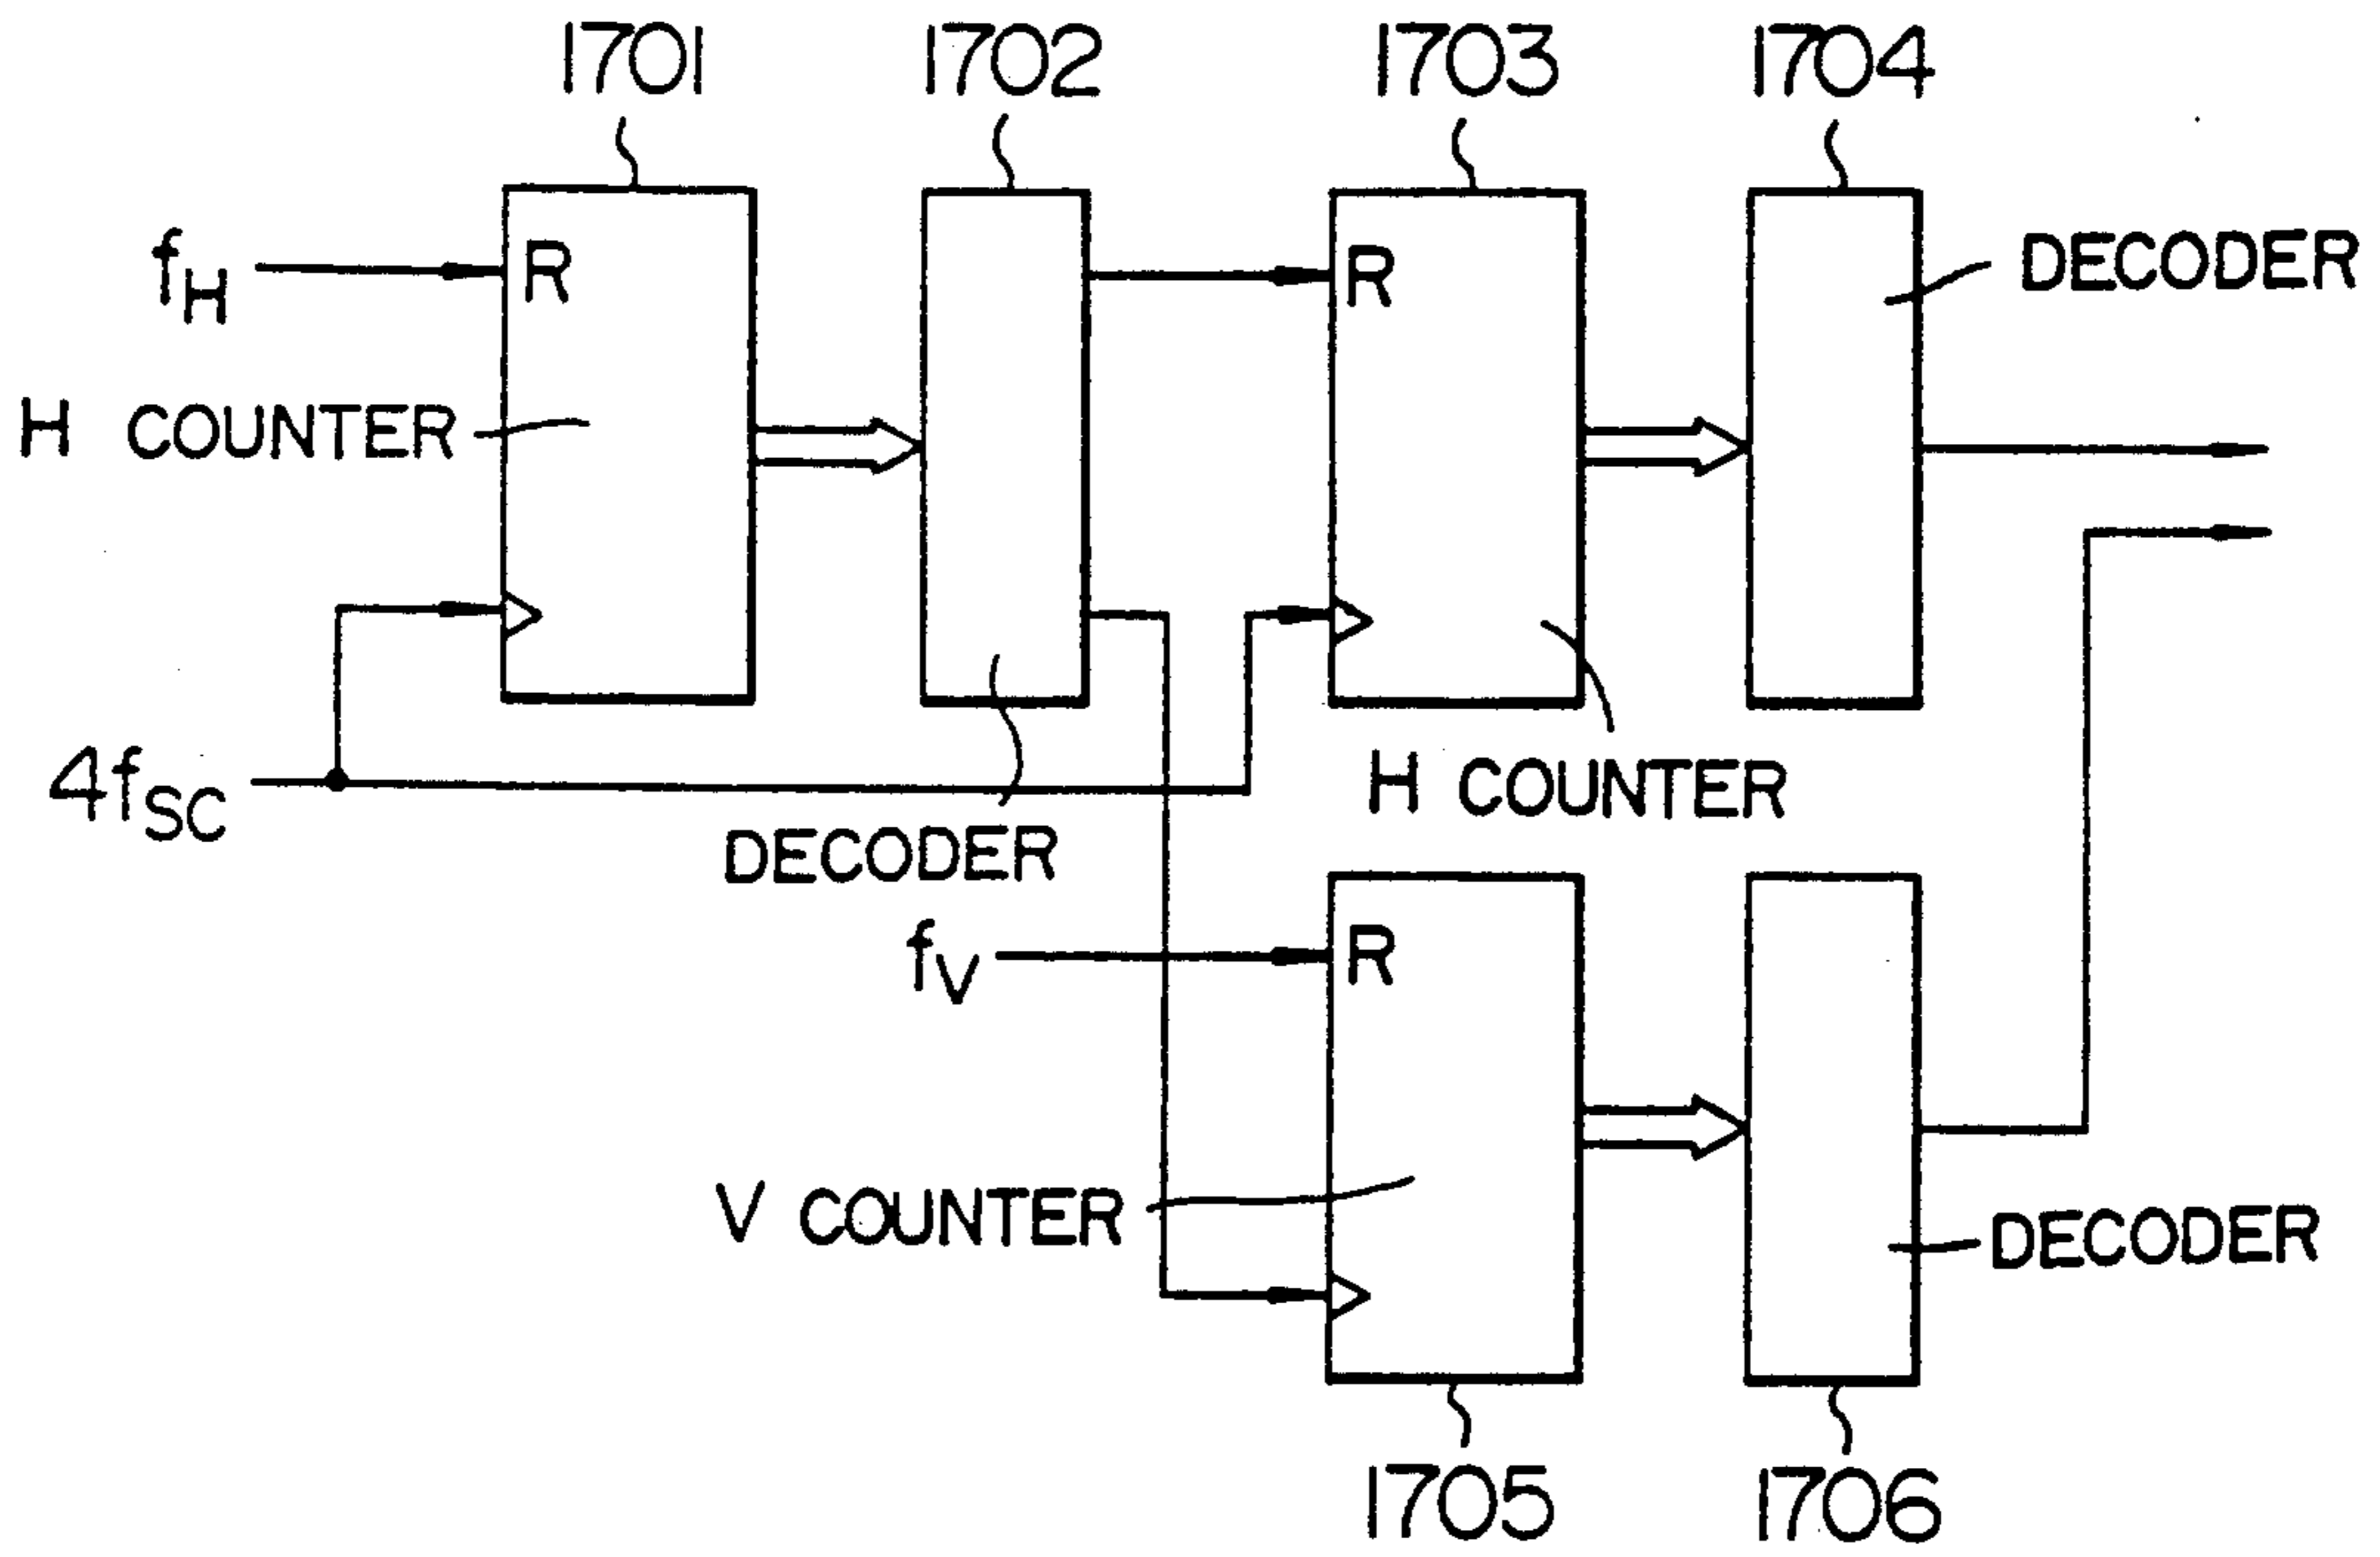 1701
1702
1703
1704
fH
R
R
DECODER
H COUNTER
4fSC
H COUNTER
DECODER
fV
R
V COUNTER
DECODER
1705
1706